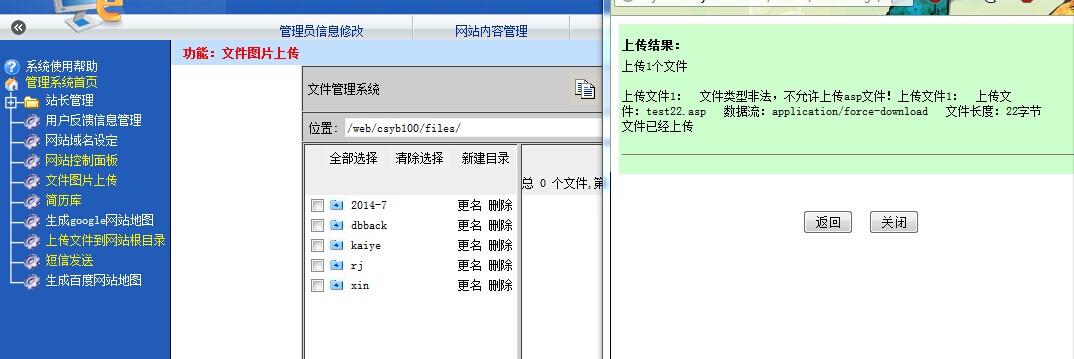 管理员信息修改 网站内容管理
功能：文件图片上传
系统使用帮助
管理系统首页
站长管理
用户反馈信息管理
网站域名设定
网站控制面板
文件图片上传
简历库
生成google网站地图
上传文件到网站根目录
短信发送
生成百度网站地图
文件管理系统
位置： /web/csyb100/files/
全部选择 清除选择 新建目录
2014-7 更名 删除
dbback 更名 删除
kaiye 更名 删除
rj 更名 删除
xin 更名 删除
总 0 个文件,第
上传结果：
上传1个文件
上传文件1： 文件类型非法，不允许上传asp文件！上传文件1： 上传文
件：test22.asp 数据流：application/force-download 文件长度：22字节
文件已经上传
返回 关闭